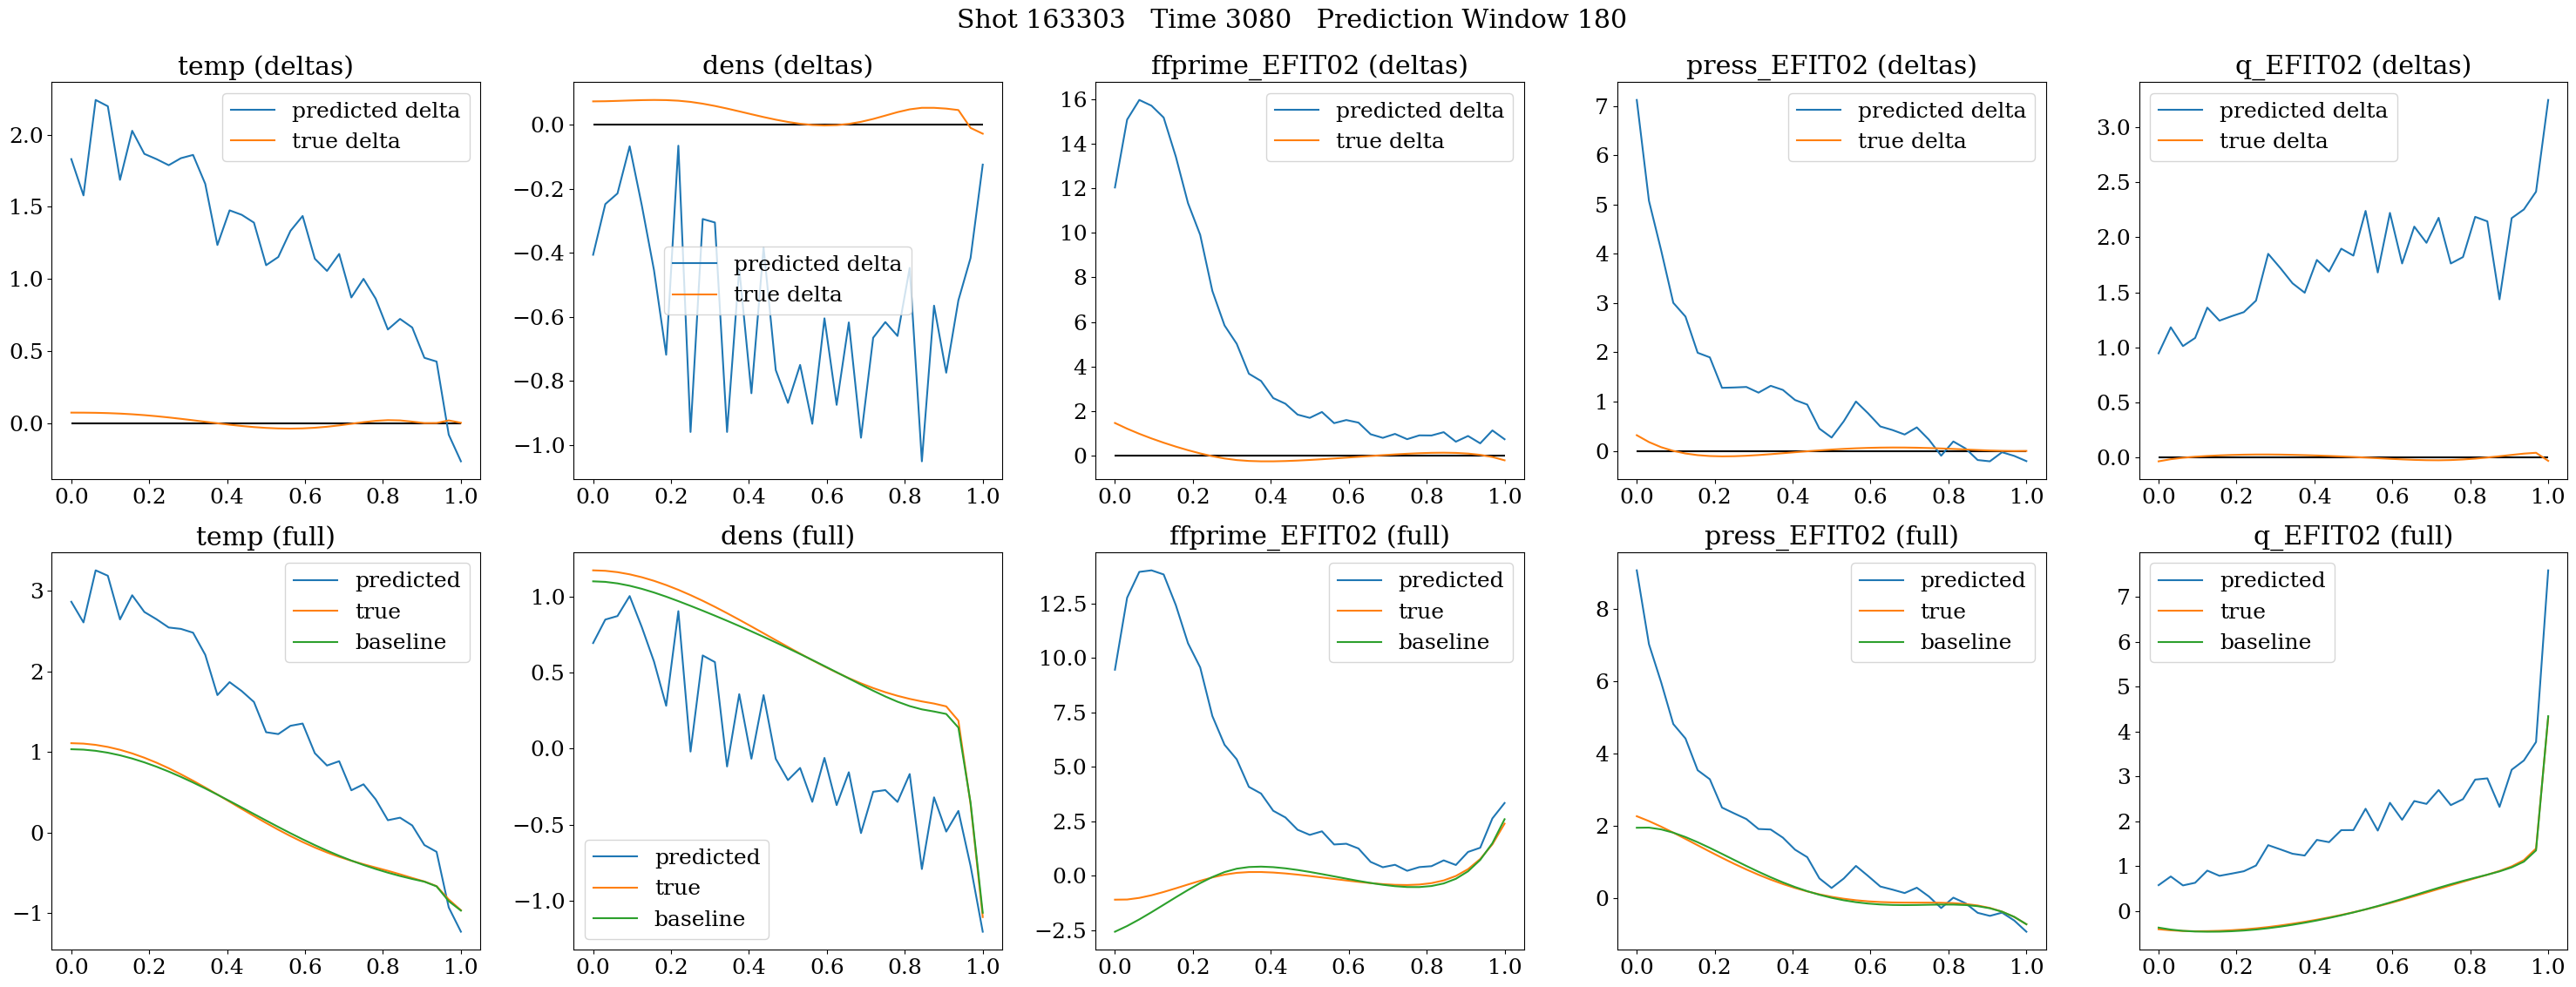 Shot 163303   Time 3080   Prediction Window 180
temp (deltas)
predicted delta
true delta
2.0
1.5
1.0
0.5
0.0
0.0 0.2 0.4 0.6 0.8 1.0
dens (deltas)
predicted delta
true delta
0.0
−0.2
−0.4
−0.6
−0.8
−1.0
0.0 0.2 0.4 0.6 0.8 1.0
ffprime_EFIT02 (deltas)
predicted delta
true delta
16
14
12
10
8
6
4
2
0
0.0 0.2 0.4 0.6 0.8 1.0
press_EFIT02 (deltas)
predicted delta
true delta
7
6
5
4
3
2
1
0
0.0 0.2 0.4 0.6 0.8 1.0
q_EFIT02 (deltas)
predicted delta
true delta
3.0
2.5
2.0
1.5
1.0
0.5
0.0
0.0 0.2 0.4 0.6 0.8 1.0
temp (full)
predicted
true
baseline
3
2
1
0
−1
0.0 0.2 0.4 0.6 0.8 1.0
dens (full)
predicted
true
baseline
1.0
0.5
0.0
−0.5
−1.0
0.0 0.2 0.4 0.6 0.8 1.0
ffprime_EFIT02 (full)
predicted
true
baseline
12.5
10.0
7.5
5.0
2.5
0.0
−2.5
0.0 0.2 0.4 0.6 0.8 1.0
press_EFIT02 (full)
predicted
true
baseline
8
6
4
2
0
0.0 0.2 0.4 0.6 0.8 1.0
q_EFIT02 (full)
predicted
true
baseline
7
6
5
4
3
2
1
0
0.0 0.2 0.4 0.6 0.8 1.0